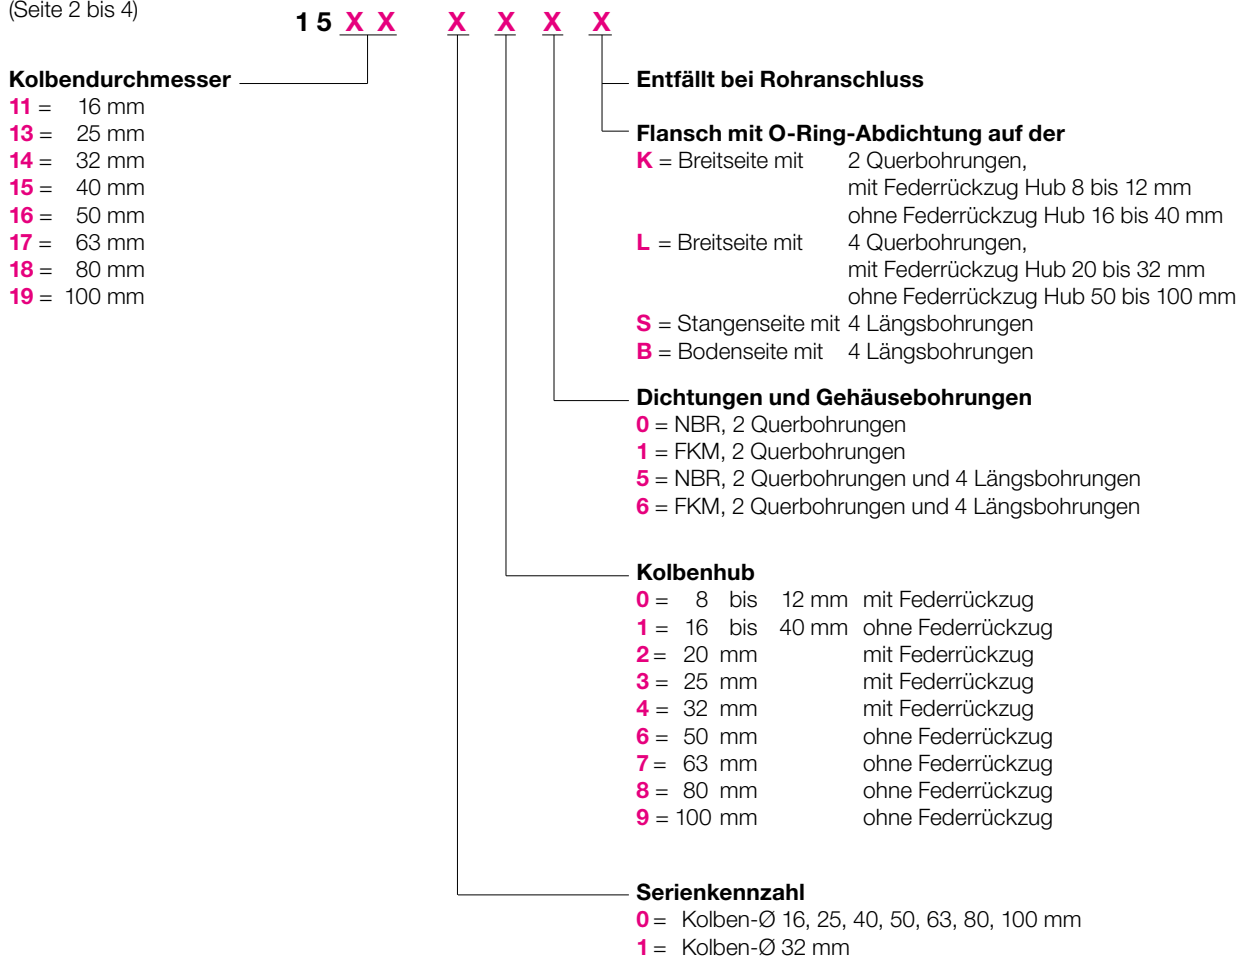 (Seite 2 bis 4)
1 5 X X X X X X
Kolbendurchmesser
11 = 16 mm
13 = 25 mm
14 = 32 mm
15 = 40 mm
16 = 50 mm
17 = 63 mm
18 = 80 mm
19 = 100 mm
Entfällt bei Rohranschluss
Flansch mit O-Ring-Abdichtung auf der
K = Breitseite mit 2 Querbohrungen,
mit Federrückzug Hub 8 bis 12 mm
ohne Federrückzug Hub 16 bis 40 mm
L = Breitseite mit 4 Querbohrungen,
mit Federrückzug Hub 20 bis 32 mm
ohne Federrückzug Hub 50 bis 100 mm
S = Stangenseite mit 4 Längsbohrungen
B = Bodenseite mit 4 Längsbohrungen
Dichtungen und Gehäusebohrungen
0 = NBR, 2 Querbohrungen
1 = FKM, 2 Querbohrungen
5 = NBR, 2 Querbohrungen und 4 Längsbohrungen
6 = FKM, 2 Querbohrungen und 4 Längsbohrungen
Kolbenhub
0 = 8 bis 12 mm mit Federrückzug
1 = 16 bis 40 mm ohne Federrückzug
2 = 20 mm mit Federrückzug
3 = 25 mm mit Federrückzug
4 = 32 mm mit Federrückzug
6 = 50 mm ohne Federrückzug
7 = 63 mm ohne Federrückzug
8 = 80 mm ohne Federrückzug
9 = 100 mm ohne Federrückzug
Serienkennzahl
0 = Kolben-Ø 16, 25, 40, 50, 63, 80, 100 mm
1 = Kolben-Ø 32 mm